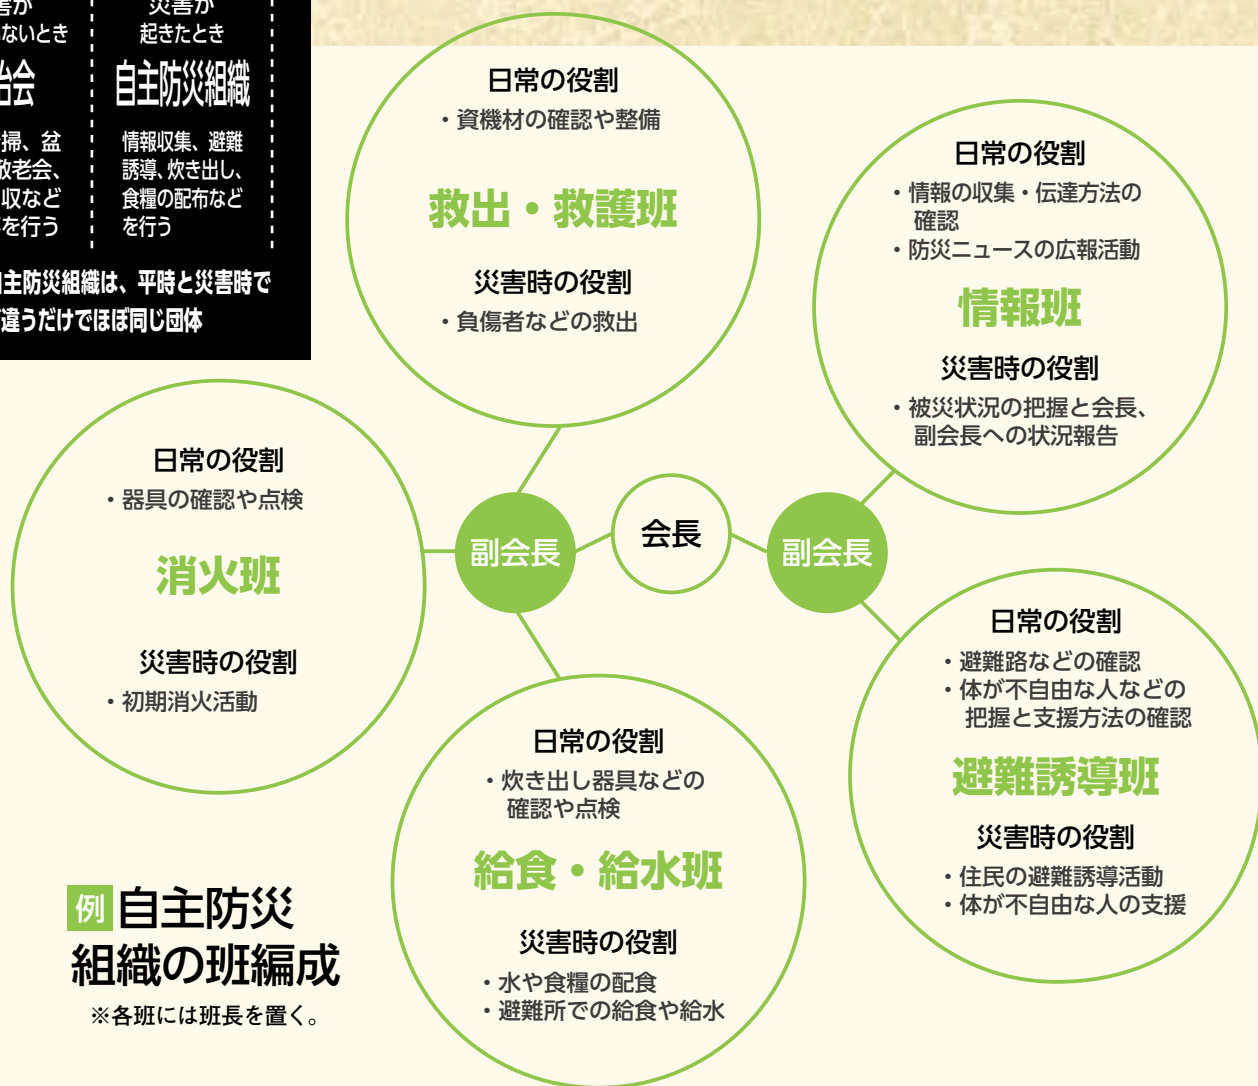 害が
ないとき
治会
掃、盆
敬老会、
収など
を行う
災害が
起きたとき
自主防災組織
情報収集、避難
誘導、炊き出し、
食糧の配布など
を行う
自主防災組織は、平時と災害時で
違うだけでほぼ同じ団体
日常の役割
・資機材の確認や整備
救出・救護班
災害時の役割
・負傷者などの救出
日常の役割
・情報の収集・伝達方法の
確認
・防災ニュースの広報活動
情報班
災害時の役割
・被災状況の把握と会長、
副会長への状況報告
日常の役割
・器具の確認や点検
消火班
災害時の役割
・初期消火活動
副会長
会長
副会長
日常の役割
・炊き出し器具などの
確認や点検
給食・給水班
災害時の役割
・水や食糧の配食
・避難所での給食や給水
日常の役割
・避難路などの確認
・体が不自由な人などの
把握と支援方法の確認
避難誘導班
災害時の役割
・住民の避難誘導活動
・体が不自由な人の支援
例 自主防災
組織の班編成
※各班には班長を置く。